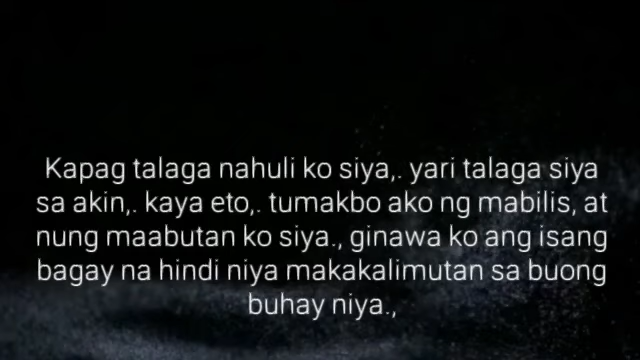 Kapag talaga nahuli ko siya,. yari talaga siya
sa akin,. kaya eto,. tumakbo ako ng mabilis, at
nung maabutan ko siya., ginawa ko ang isang
bagay na hindi niya makakalimutan sa buong
buhay niya.,